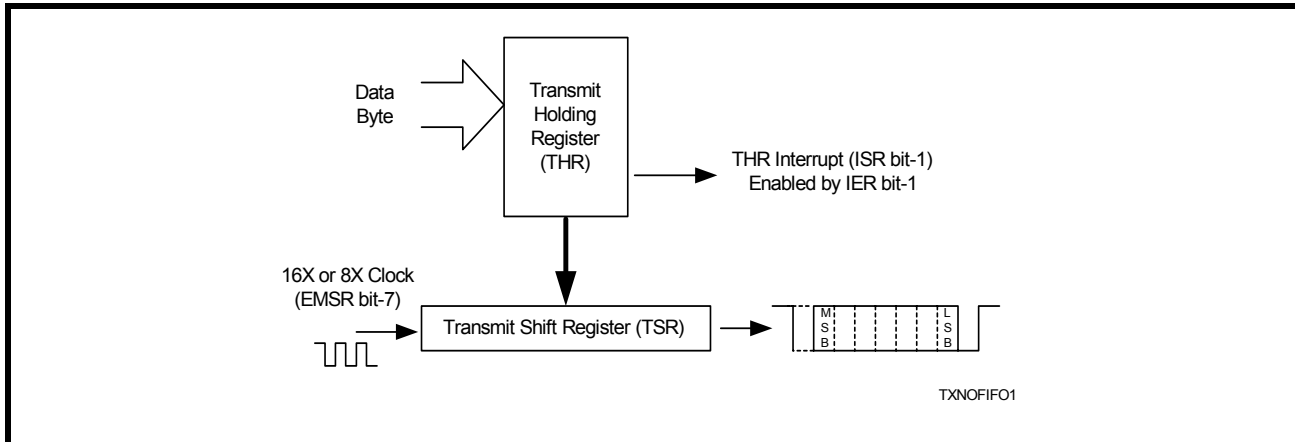 Data
Byte
Transmit
Holding
Register
(THR)
THR Interrupt (ISR bit-1)
Enabled by IER bit-1
16X or 8X Clock
(EMSR bit-7)
Transmit Shift Register (TSR)
M
S
B
L
S
B
TXNOFIFO1